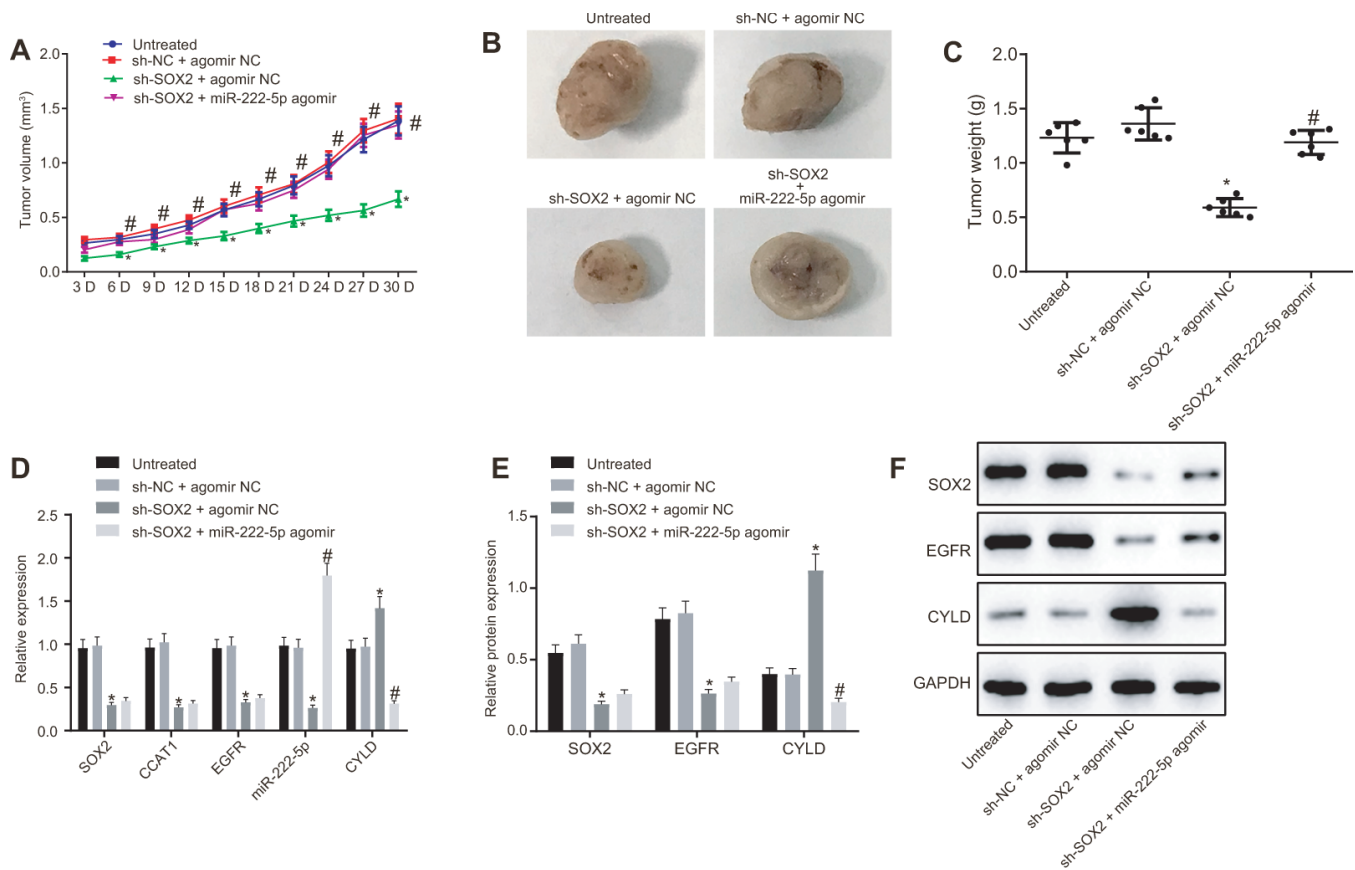 A
Untreated
sh-NC + agomir NC
sh-SOX2 + agomir NC
sh-SOX2 + miR-222-5p agomir
Tumor volume (mm³)
2.0
1.5
1.0
0.5
0.0
# # # # # # # # #
* * * * * * * * *
3 D 6 D 9 D 12 D 15 D 18 D 21 D 24 D 27 D 30 D
B
Untreated
sh-NC + agomir NC
sh-SOX2 + agomir NC
sh-SOX2
+
miR-222-5p agomir
C
Tumor weight (g)
2.0
1.5
1.0
0.5
0.0
*
#
Untreated
sh-NC + agomir NC
sh-SOX2 + agomir NC
sh-SOX2 + miR-222-5p agomir
D
Untreated
sh-NC + agomir NC
sh-SOX2 + agomir NC
sh-SOX2 + miR-222-5p agomir
Relative expression
2.5
2.0
1.5
1.0
0.5
0.0
* * * * # * #
SOX2
CCAT1
EGFR
miR-222-5p
CYLD
E
Untreated
sh-NC + agomir NC
sh-SOX2 + agomir NC
sh-SOX2 + miR-222-5p agomir
Relative protein expression
1.5
1.0
0.5
0.0
* * * #
SOX2 EGFR CYLD
F
SOX2
EGFR
CYLD
GAPDH
Untreated
sh-NC + agomir NC
sh-SOX2 + agomir NC
sh-SOX2 + miR-222-5p agomir